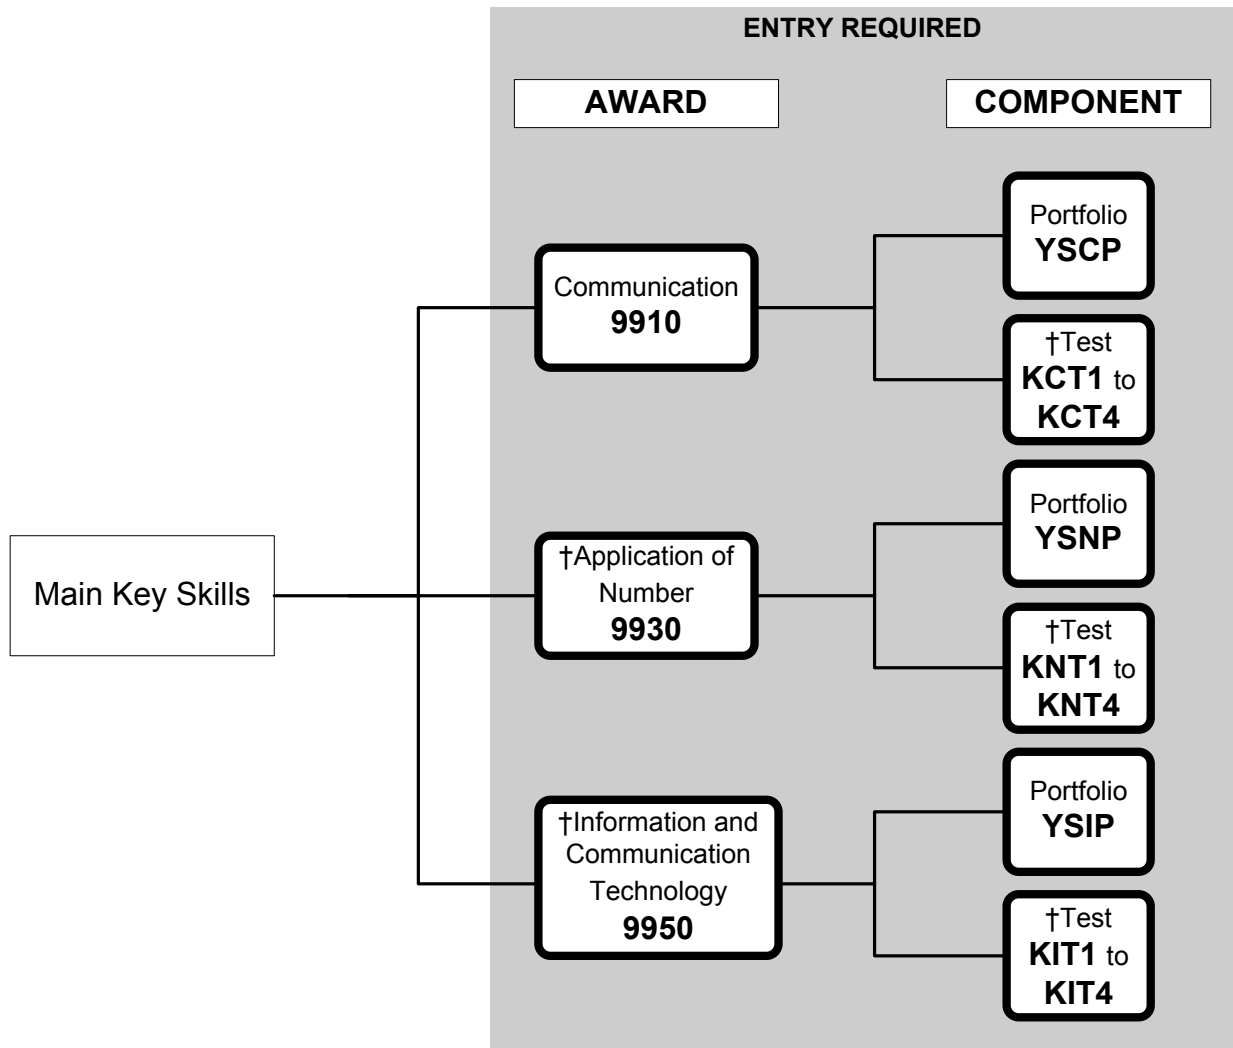 ENTRY REQUIRED
AWARD
COMPONENT
Portfolio
YSCP
Communication
9910
†Test
KCT1 to
KCT4
Portfolio
YSNP
Main Key Skills
†Application of
Number
9930
†Test
KNT1 to
KNT4
Portfolio
YSIP
†Information and
Communication
Technology
9950
†Test
KIT1 to
KIT4